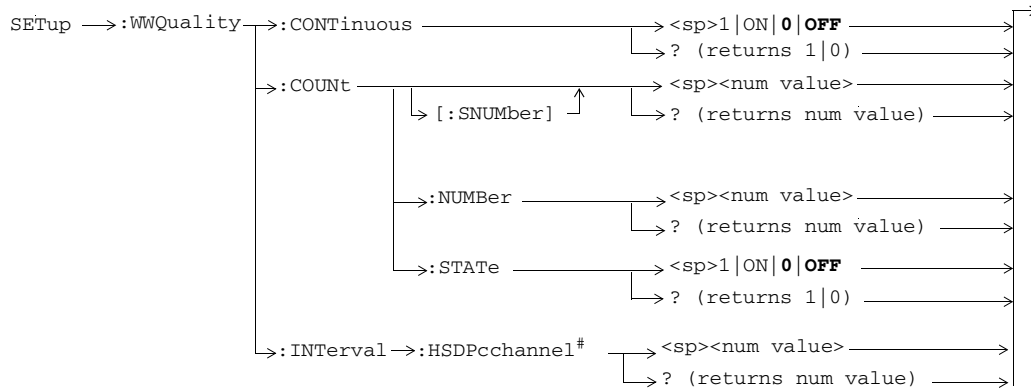 SETup :WWQuality :CONTinuous <sp>1|ON|0|OFF
? (returns 1|0)
:COUNt <sp><num value>
[:SNUMber] ? (returns num value)
:NUMBer <sp><num value>
? (returns num value)
:STATe <sp>1|ON|0|OFF
? (returns 1|0)
:INTerval :HSDPcchannel# <sp><num value>
? (returns num value)